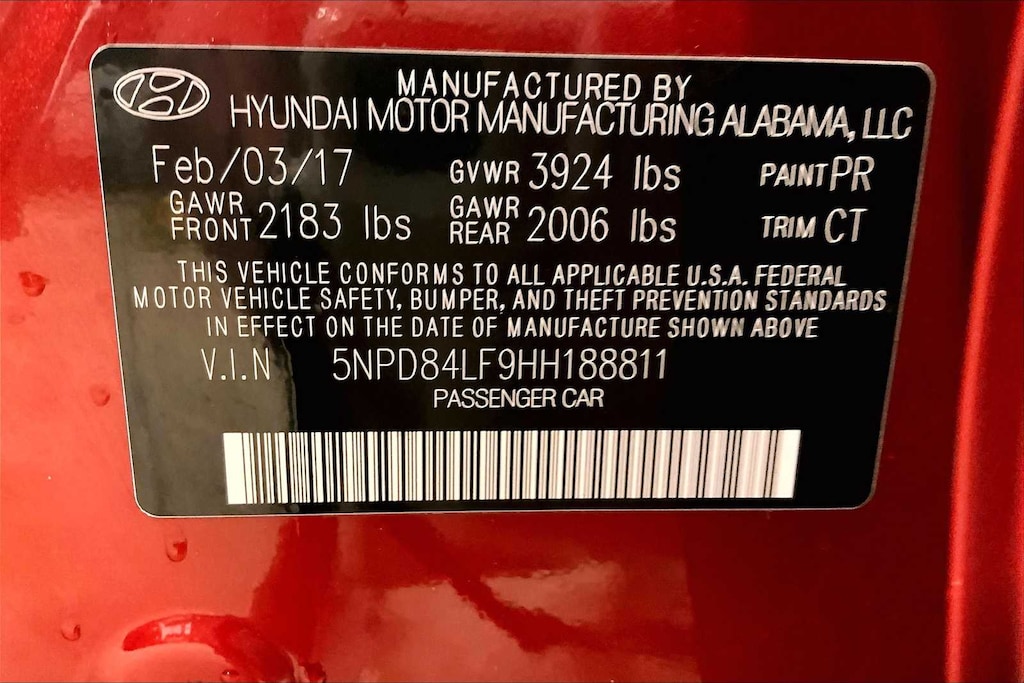 MANUFACTURED BY
HYUNDAI MOTOR MANUFACTURING ALABAMA, LLC
Feb/03/17 GVWR 3924 lbs PAINT PR
GAWR FRONT 2183 lbs GAWR REAR 2006 lbs TRIM CT
THIS VEHICLE CONFORMS TO ALL APPLICABLE U.S.A. FEDERAL
MOTOR VEHICLE SAFETY, BUMPER, AND THEFT PREVENTION STANDARDS
IN EFFECT ON THE DATE OF MANUFACTURE SHOWN ABOVE
V.I.N 5NPD84LF9HH188811
PASSENGER CAR